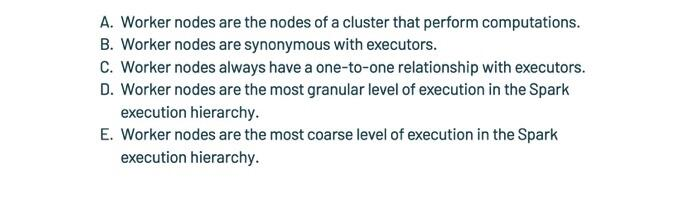 A. Worker nodes are the nodes of a cluster that perform computations.
B. Worker nodes are synonymous with executors.
C. Worker nodes always have a one-to-one relationship with executors.
D. Worker nodes are the most granular level of execution in the Spark
execution hierarchy.
E. Worker nodes are the most coarse level of execution in the Spark
execution hierarchy.